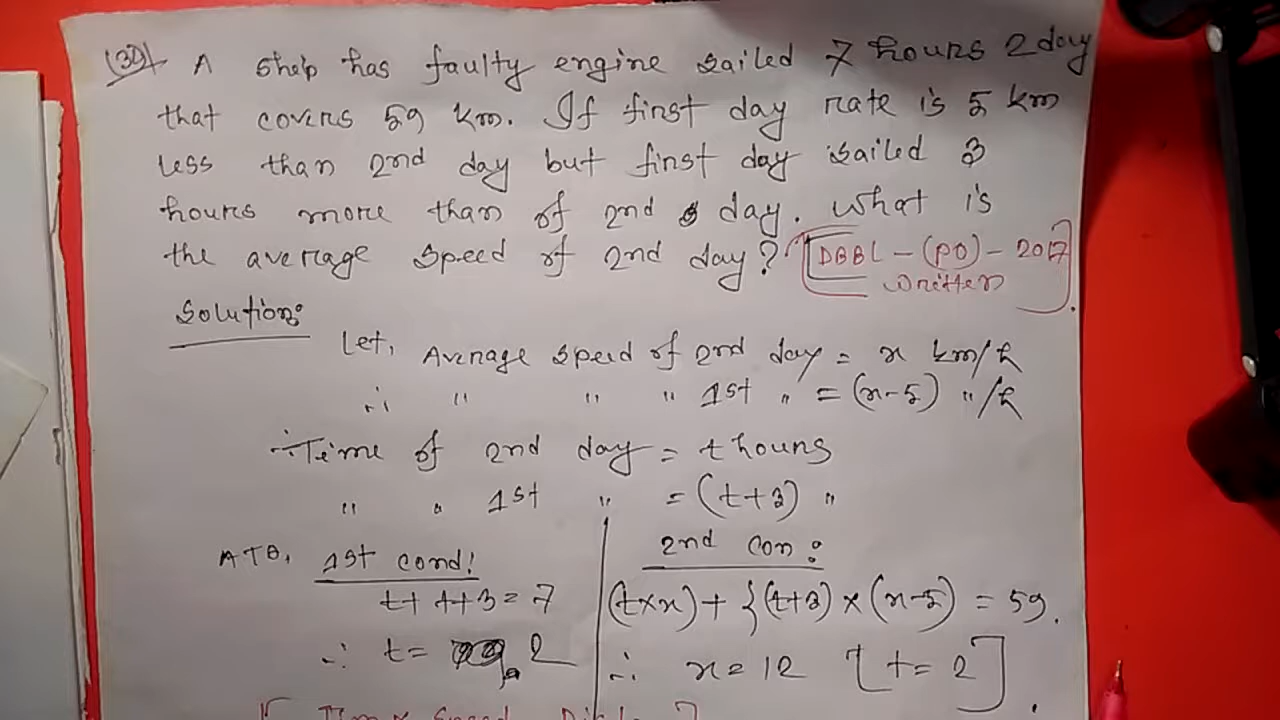 (39) A ship has faulty engine sailed 7 hours 2 day
that covers 59 km. If first day rate is 5 km
less than 2nd day but first day sailed 3
hours more than of 2nd day. What is
the average speed of 2nd day? [DBBL - (PO) - 2017
written]
Solution:
Let, Average speed of 2nd day = x km/h
∴ " " " 1st " = (x-5) "/h
Time of 2nd day = t hours
" " 1st " = (t+3) "
ATQ, 1st cond: 2nd con:
t+t+3=7 (t×x)+{(t+3)×(x-5) = 59.
∴ t= 2 ∴ x=12 [t=2].